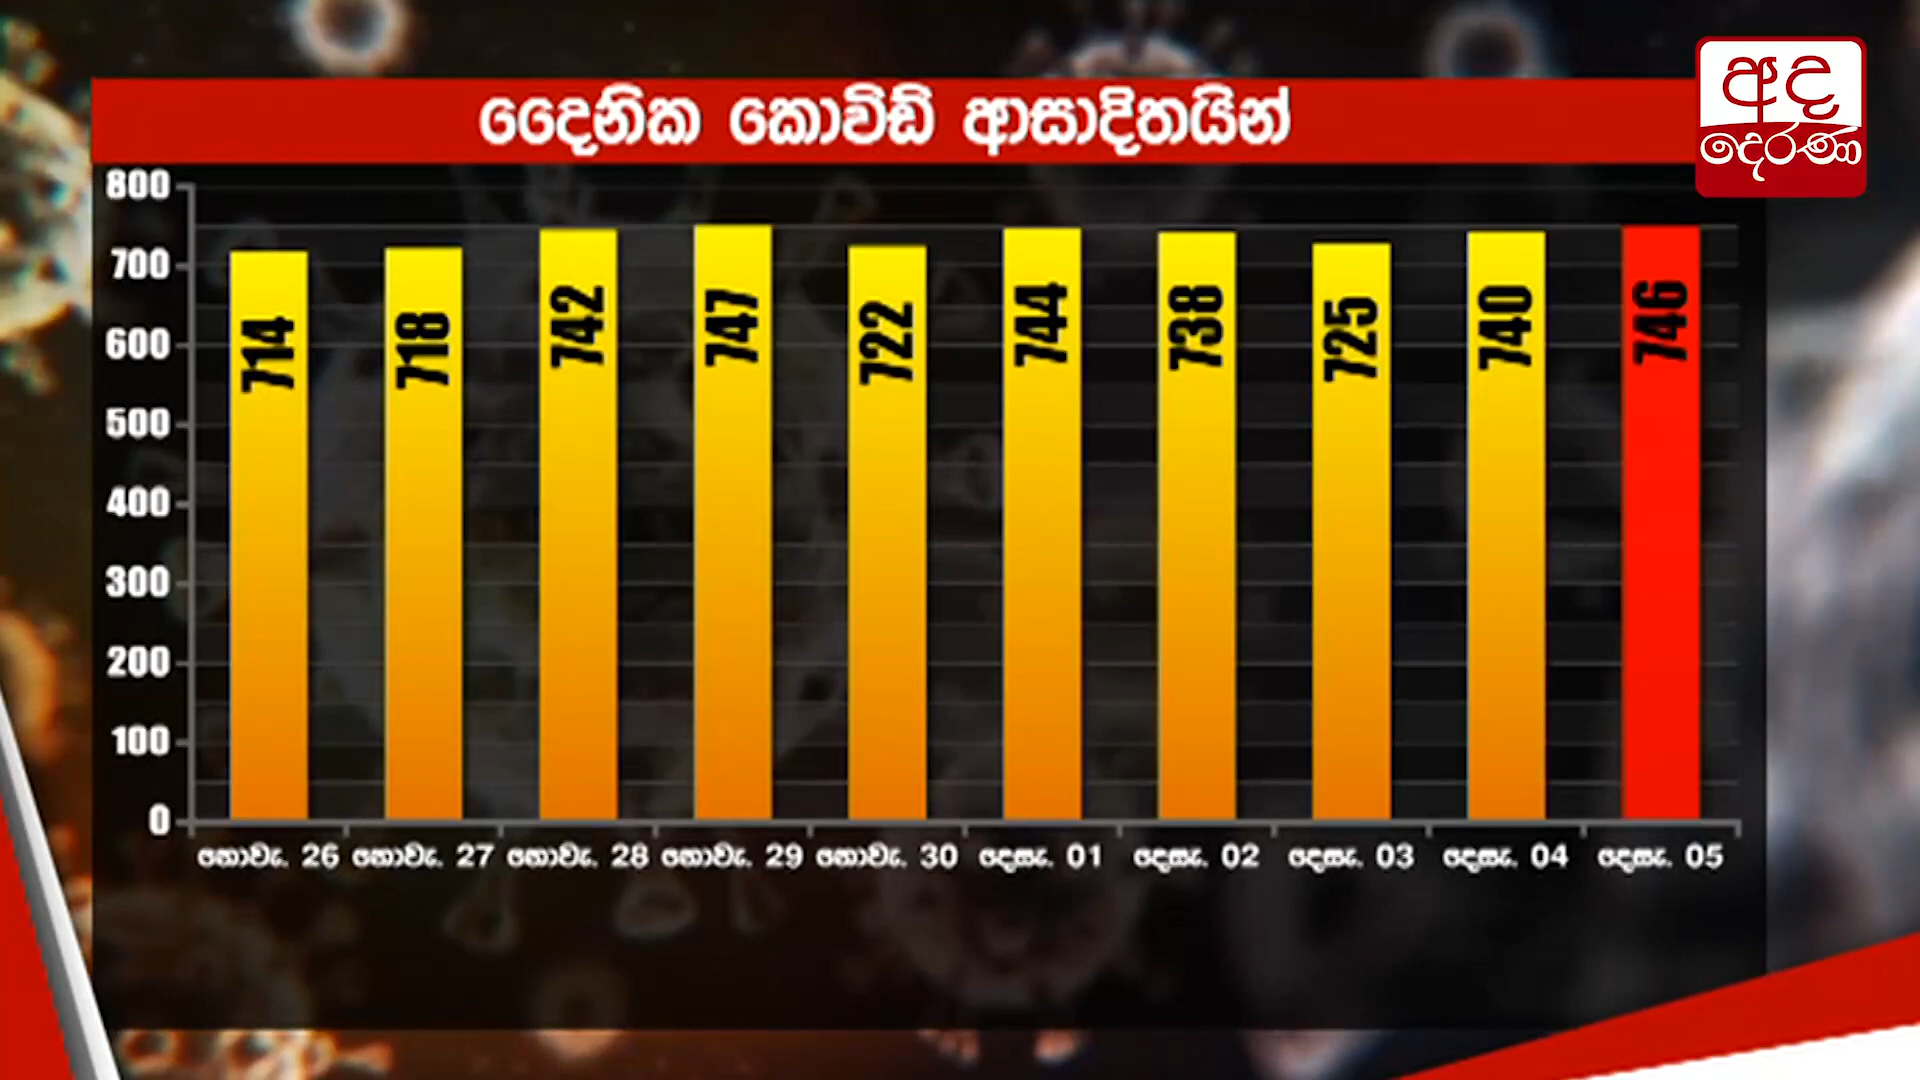 දෛනික කොවිඩ් ආසාදිතයින්
අද
දෙරණ
800
700
600
500
400
300
200
100
0
714
718
742
747
722
744
738
725
740
746
නොවැ. 26
නොවැ. 27
නොවැ. 28
නොවැ. 29
නොවැ. 30
දෙසැ. 01
දෙසැ. 02
දෙසැ. 03
දෙසැ. 04
දෙසැ. 05